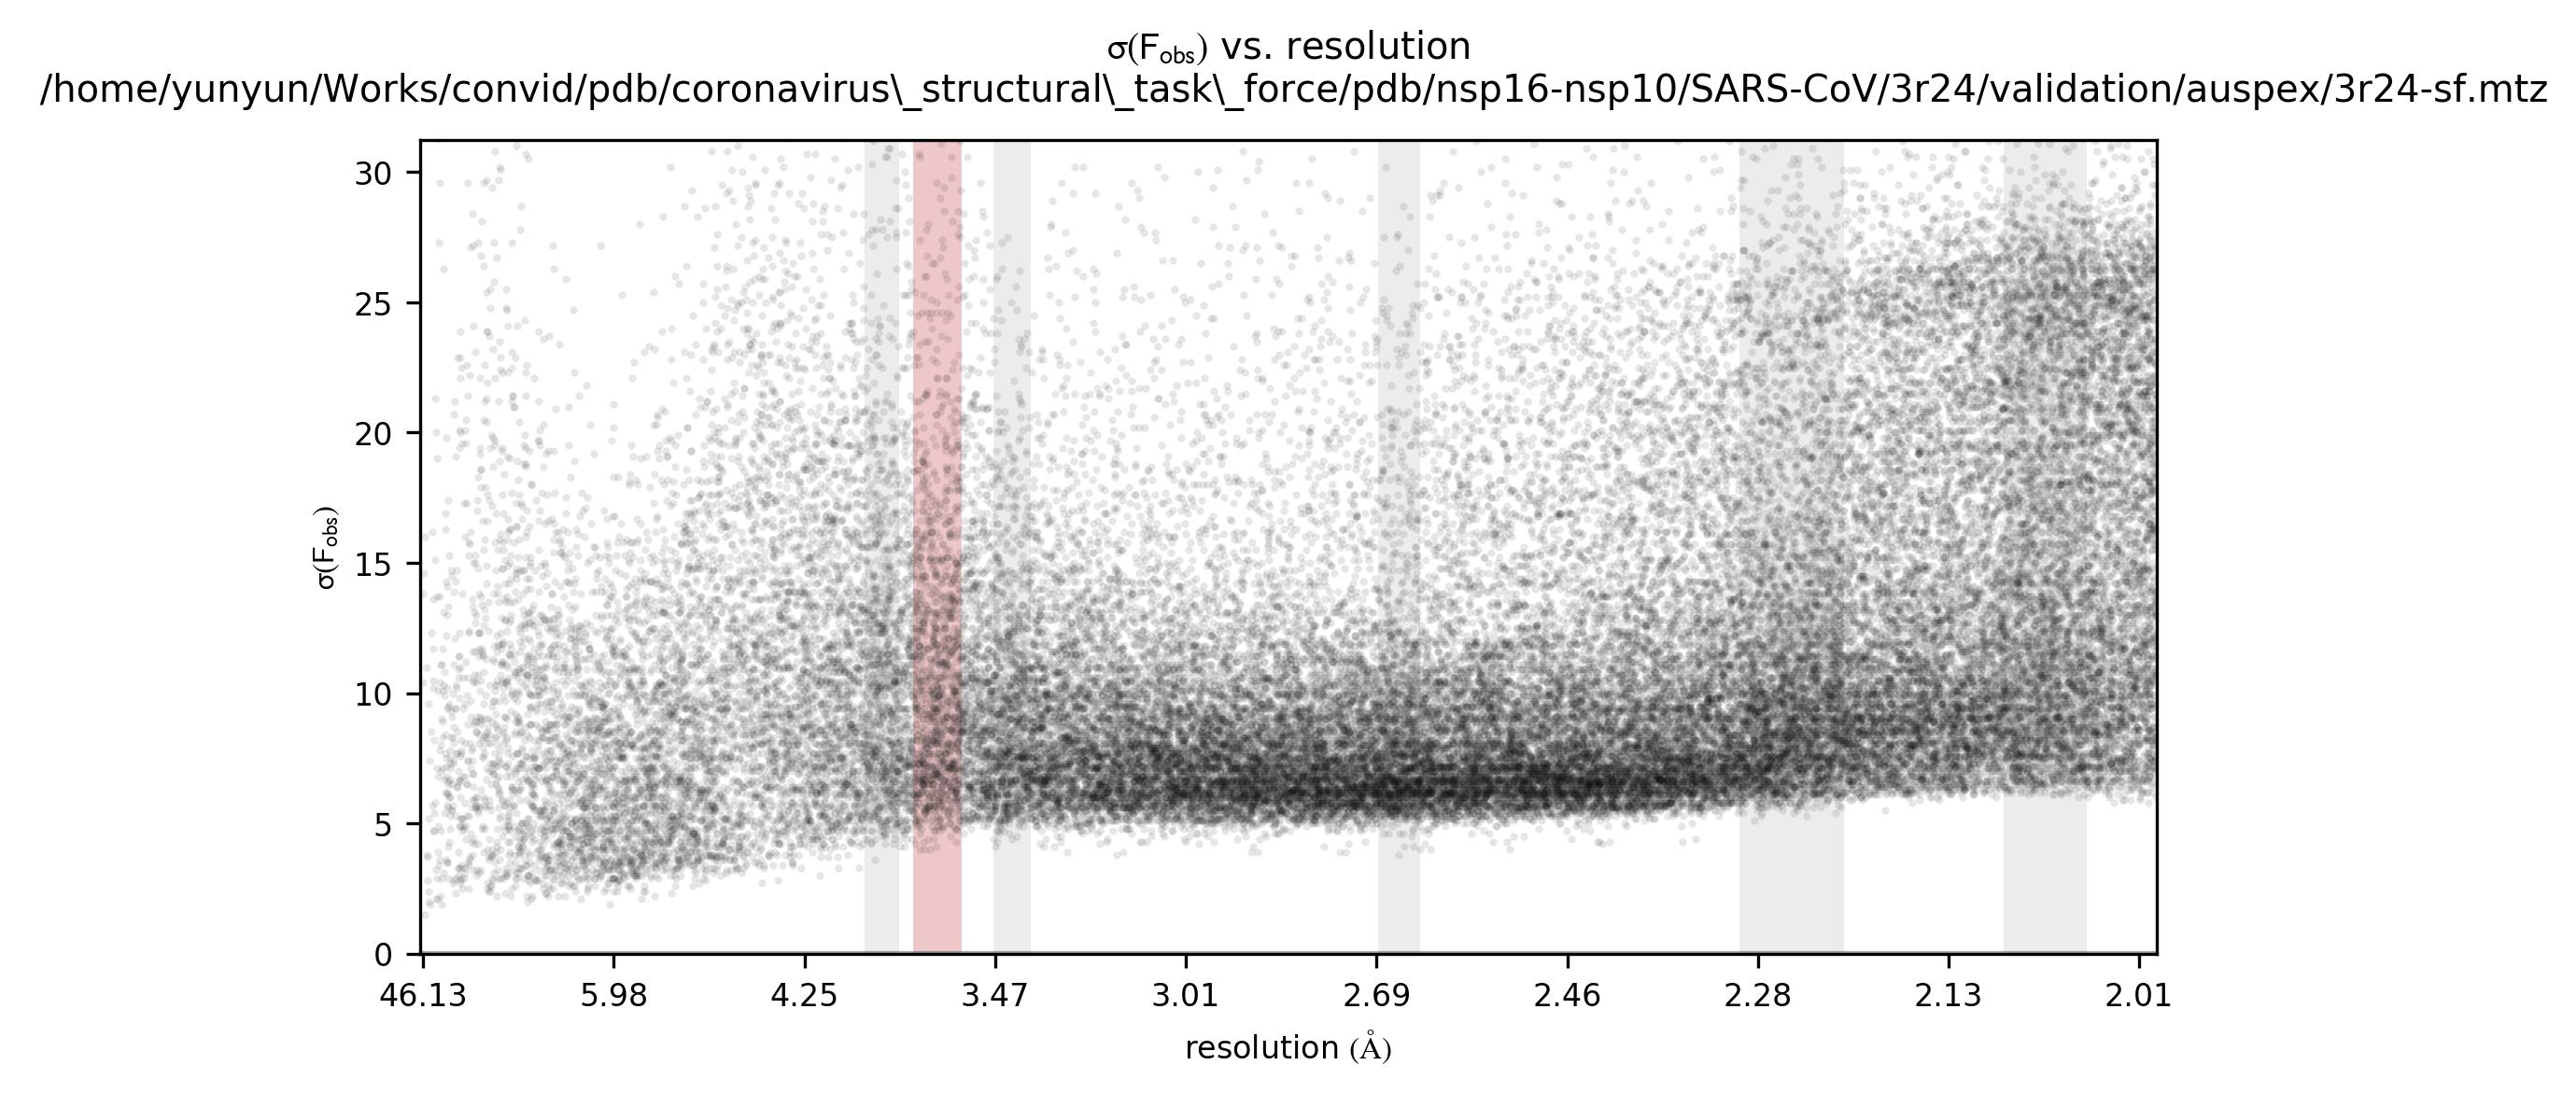 σ(Fobs) vs. resolution
/home/yunyun/Works/convid/pdb/coronavirus\_structural\_task\_force/pdb/nsp16-nsp10/SARS-CoV/3r24/validation/auspex/3r24-sf.mtz
30
25
20
15
10
5
0
σ(Fobs)
46.13 5.98 4.25 3.47 3.01 2.69 2.46 2.28 2.13 2.01
resolution (Å)